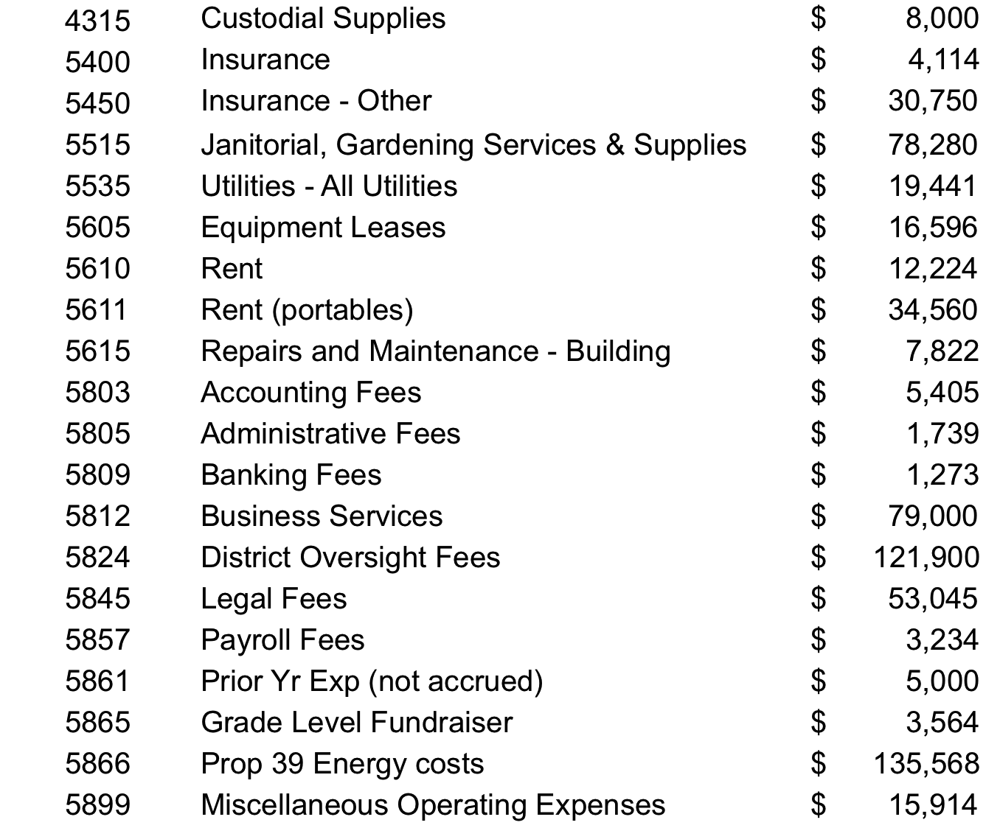 4315 Custodial Supplies $ 8,000
5400 Insurance $ 4,114
5450 Insurance - Other $ 30,750
5515 Janitorial, Gardening Services & Supplies $ 78,280
5535 Utilities - All Utilities $ 19,441
5605 Equipment Leases $ 16,596
5610 Rent $ 12,224
5611 Rent (portables) $ 34,560
5615 Repairs and Maintenance - Building $ 7,822
5803 Accounting Fees $ 5,405
5805 Administrative Fees $ 1,739
5809 Banking Fees $ 1,273
5812 Business Services $ 79,000
5824 District Oversight Fees $ 121,900
5845 Legal Fees $ 53,045
5857 Payroll Fees $ 3,234
5861 Prior Yr Exp (not accrued) $ 5,000
5865 Grade Level Fundraiser $ 3,564
5866 Prop 39 Energy costs $ 135,568
5899 Miscellaneous Operating Expenses $ 15,914